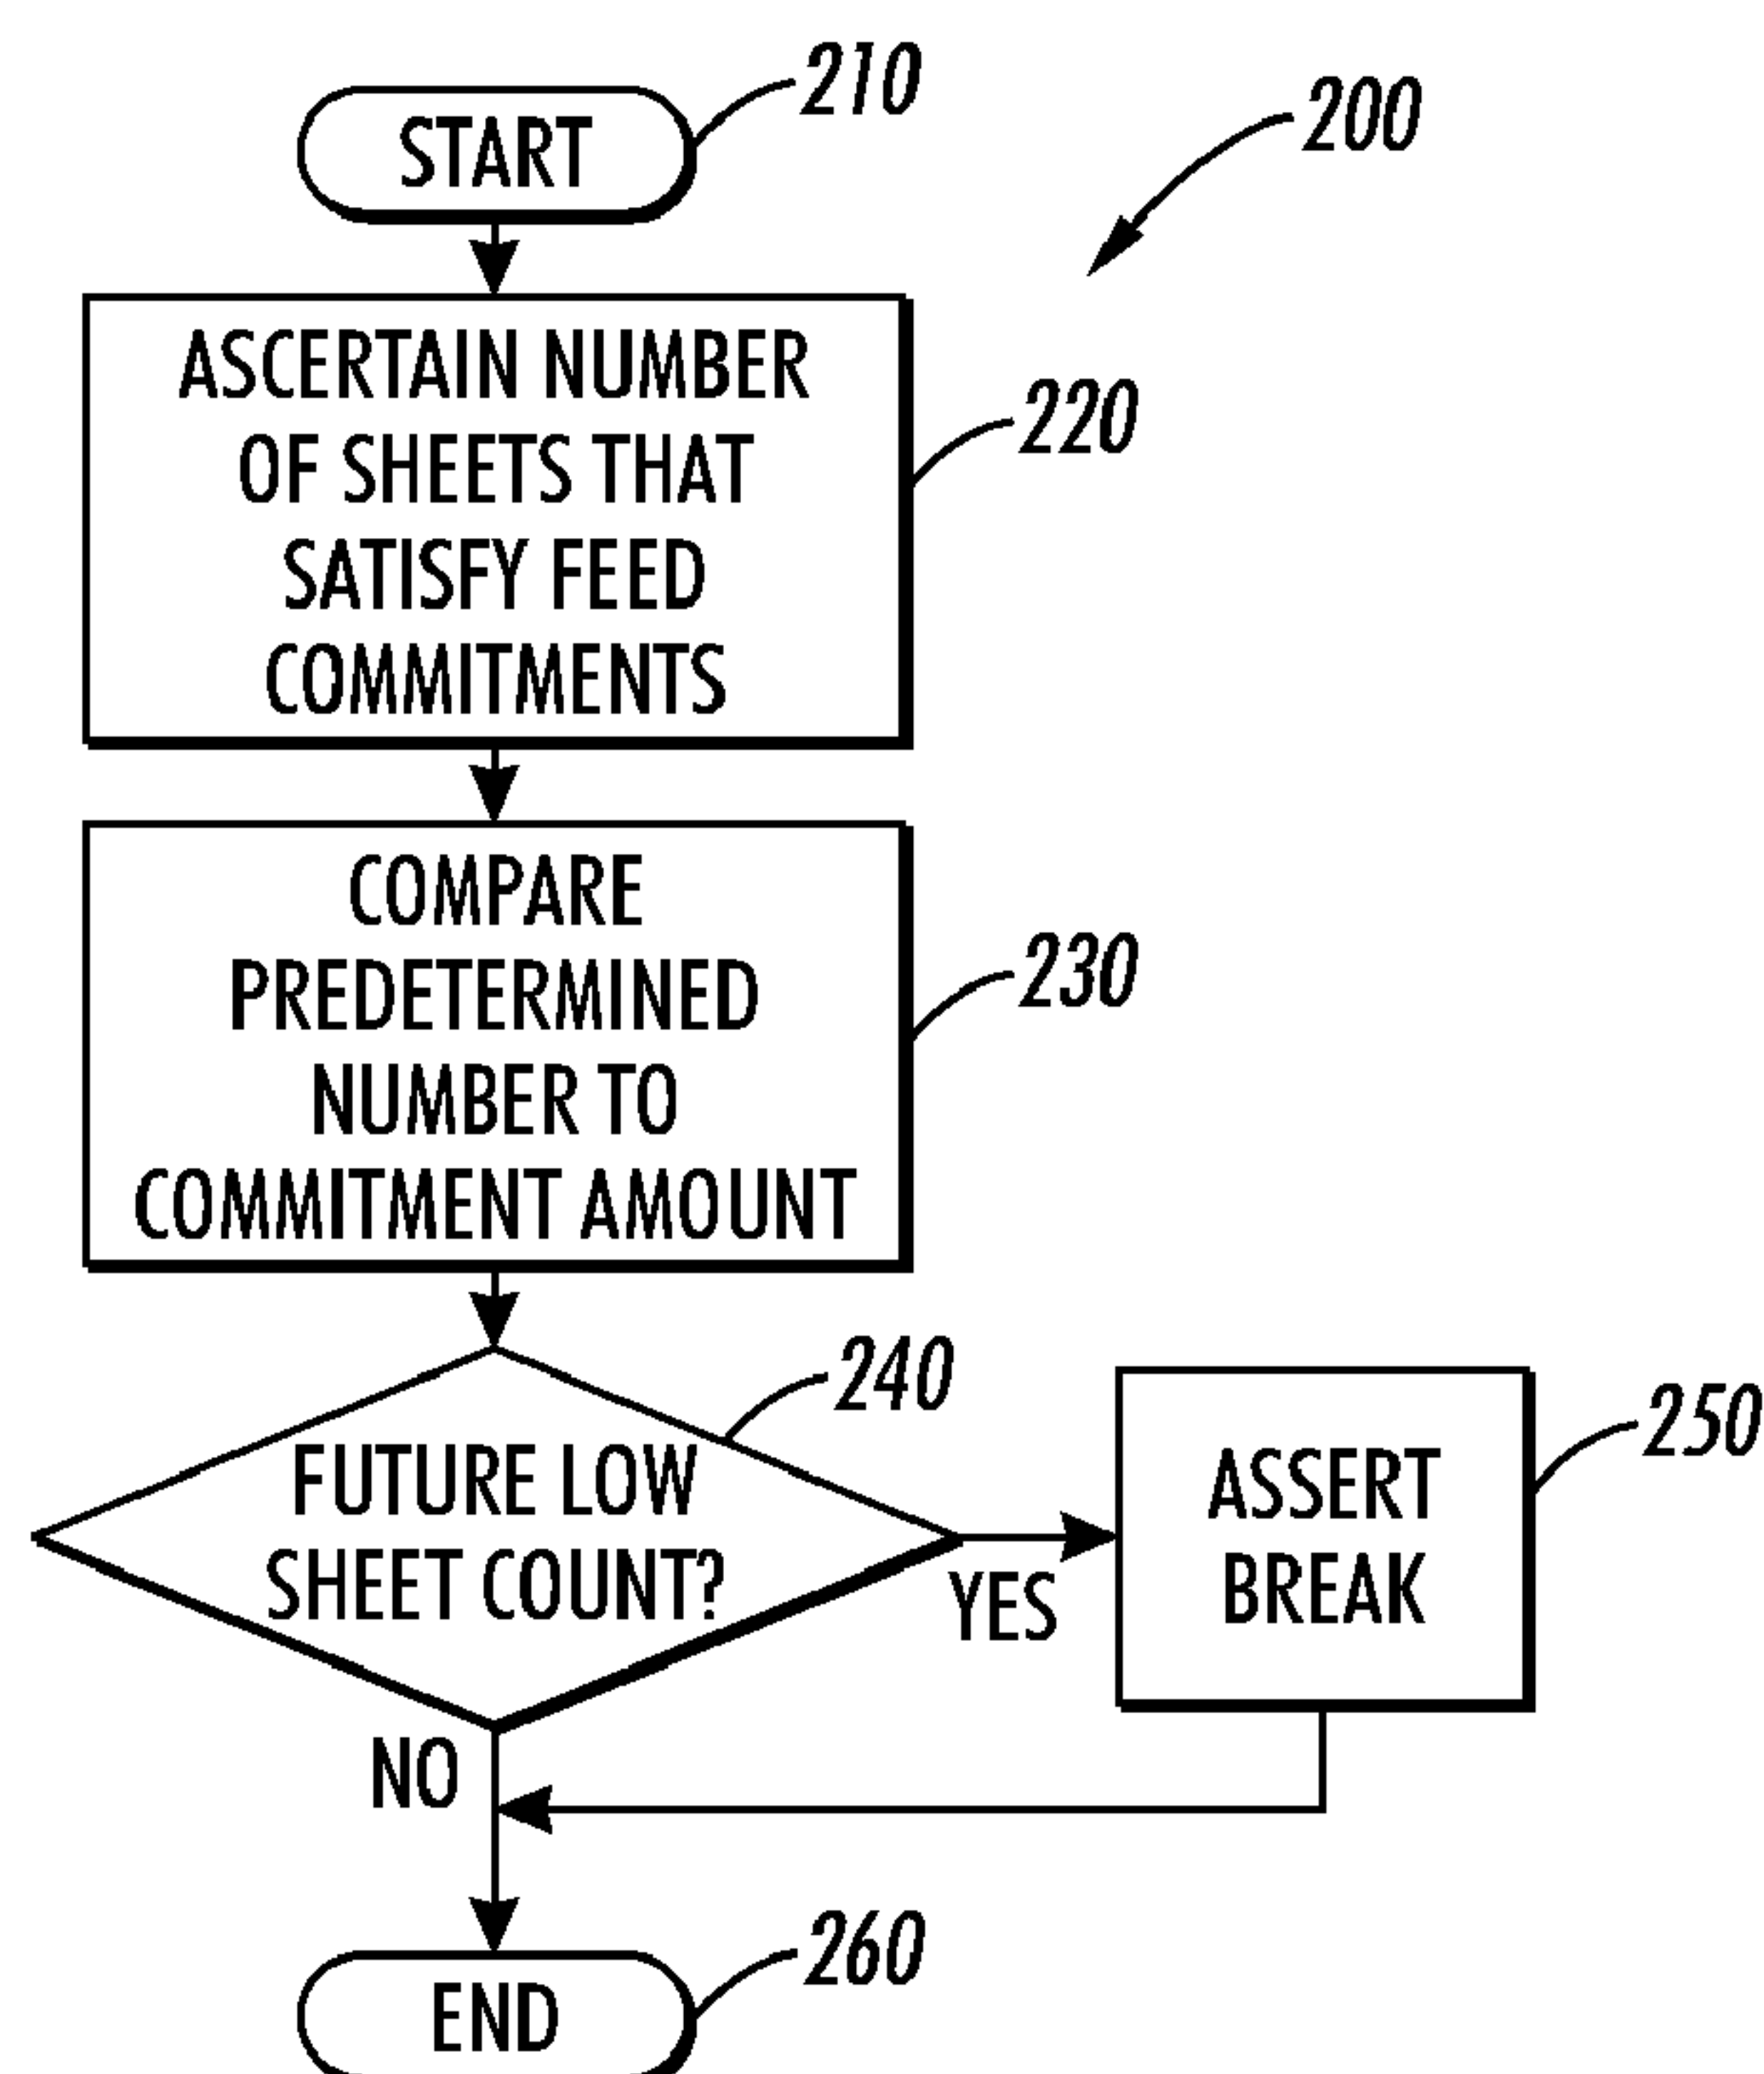 210
200
START
ASCERTAIN NUMBER
OF SHEETS THAT
SATISFY FEED
COMMITMENTS
220
COMPARE
PREDETERMINED
NUMBER TO
COMMITMENT AMOUNT
230
240
FUTURE LOW
SHEET COUNT?
YES
250
ASSERT
BREAK
NO
260
END